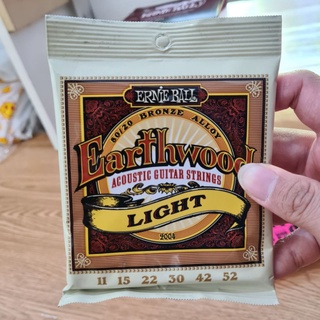 ERNIE BALL
80/20 BRONZE ALLOY
Earthwood
ACOUSTIC GUITAR STRINGS
LIGHT
2004
11 15 22 30 42 52